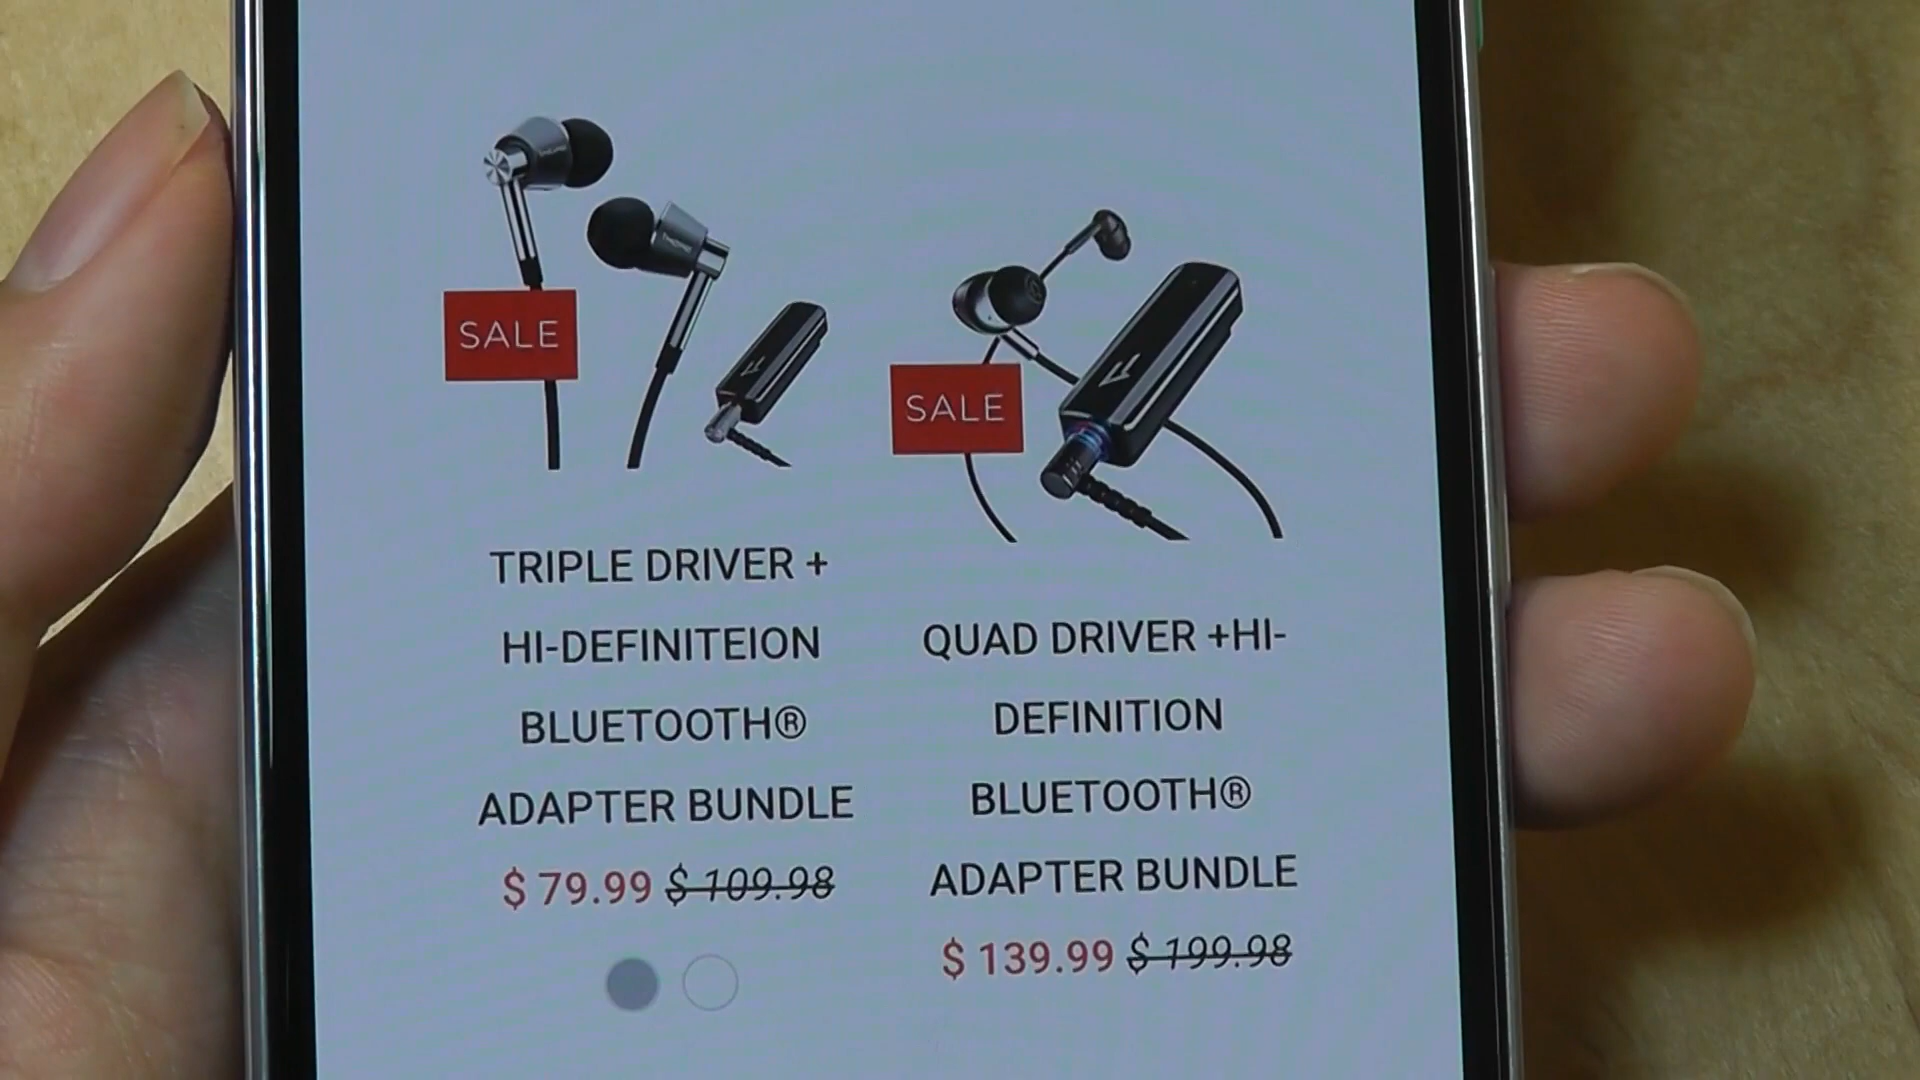 SALE
TRIPLE DRIVER +
HI-DEFINITEION
BLUETOOTH®
ADAPTER BUNDLE
$ 79.99 $ 109.98
SALE
QUAD DRIVER +HI-
DEFINITION
BLUETOOTH®
ADAPTER BUNDLE
$ 139.99 $ 199.98